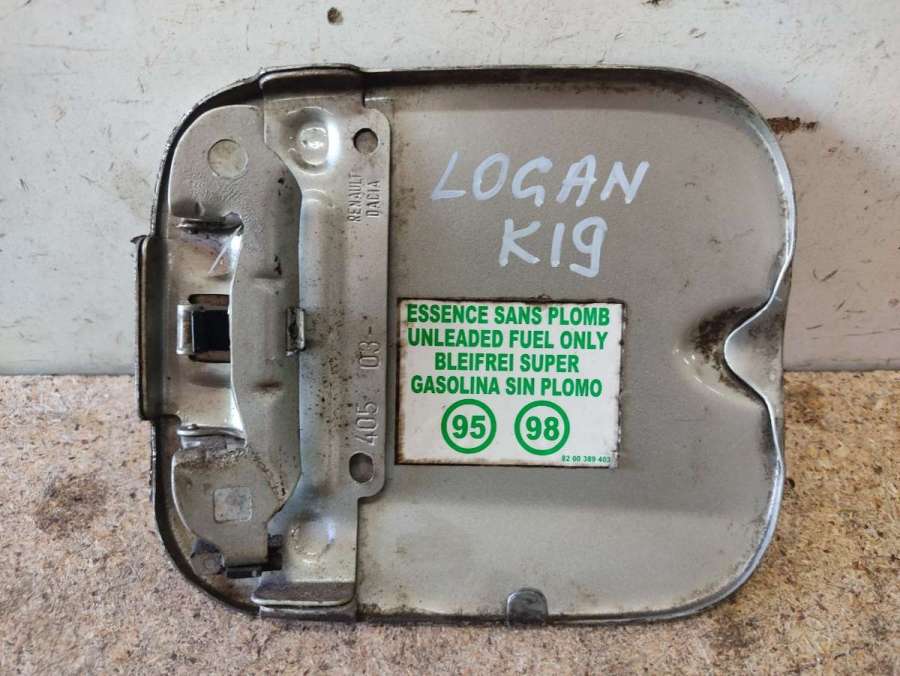 LOGAN
K19
RENAULT
DACIA
405 03-
ESSENCE SANS PLOMB
UNLEADED FUEL ONLY
BLEIFREI SUPER
GASOLINA SIN PLOMO
95 98
82 00 389 403